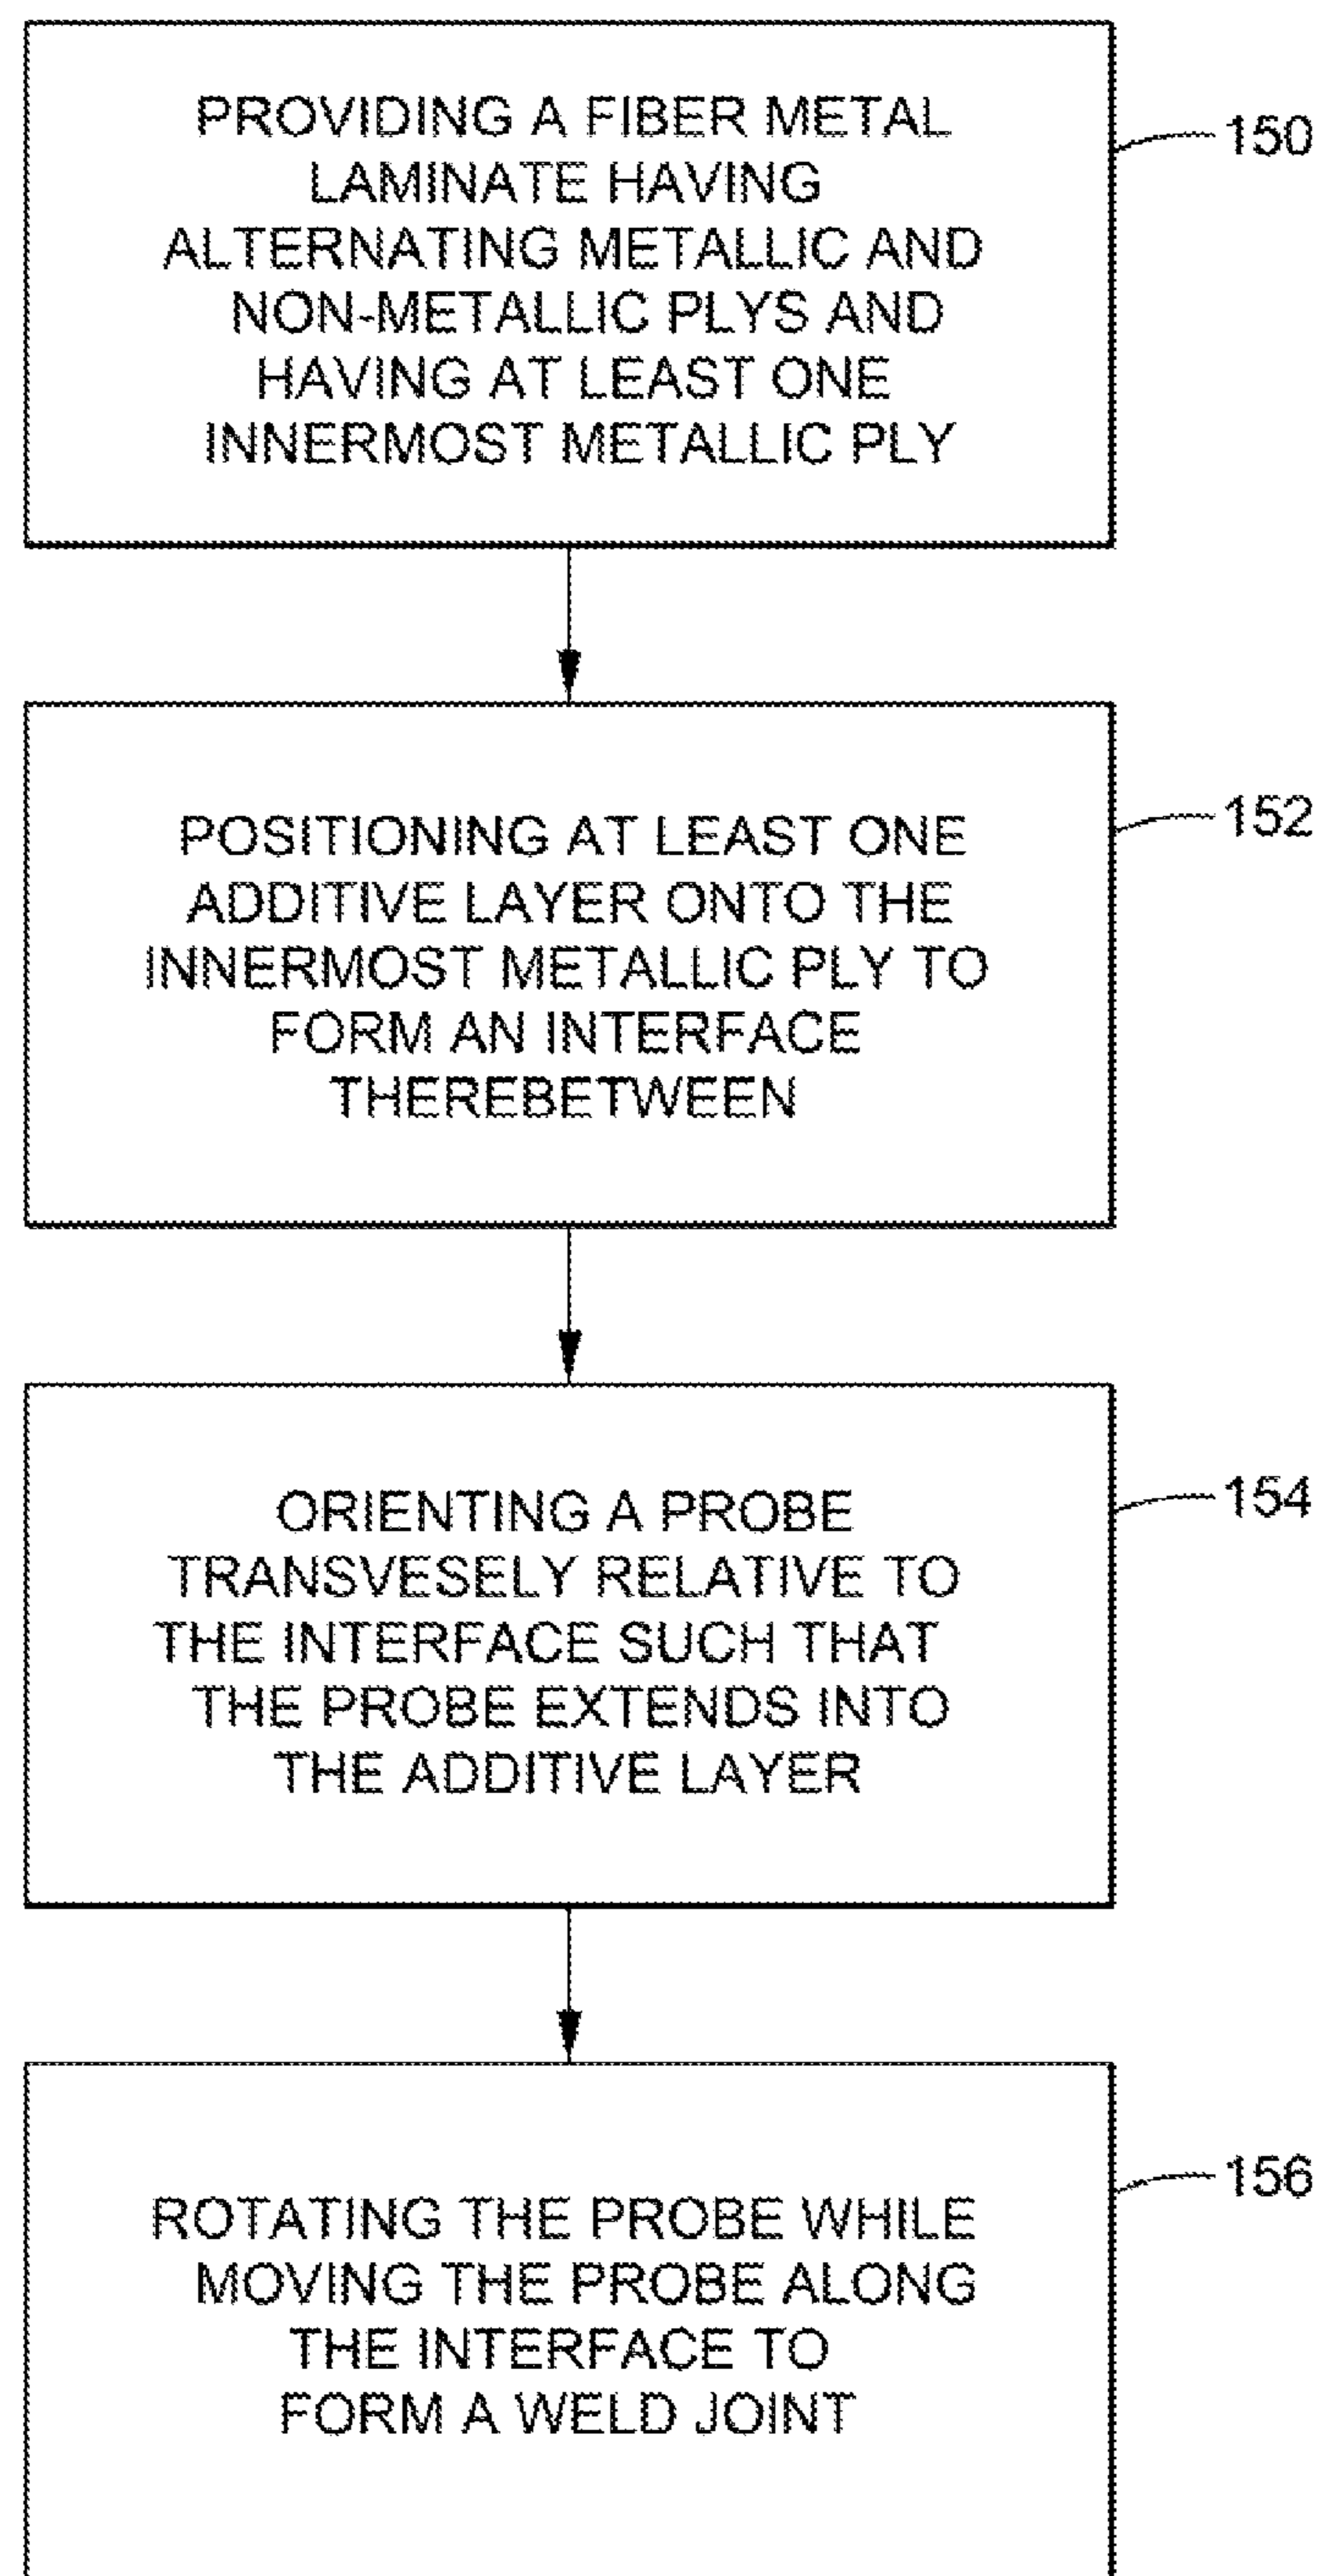 PROVIDING A FIBER METAL
LAMINATE HAVING
ALTERNATING METALLIC AND
NON-METALLIC PLYS AND
HAVING AT LEAST ONE
INNERMOST METALLIC PLY
150
POSITIONING AT LEAST ONE
ADDITIVE LAYER ONTO THE
INNERMOST METALLIC PLY TO
FORM AN INTERFACE
THEREBETWEEN
152
ORIENTING A PROBE
TRANSVESELY RELATIVE TO
THE INTERFACE SUCH THAT
THE PROBE EXTENDS INTO
THE ADDITIVE LAYER
154
ROTATING THE PROBE WHILE
MOVING THE PROBE ALONG
THE INTERFACE TO
FORM A WELD JOINT
156